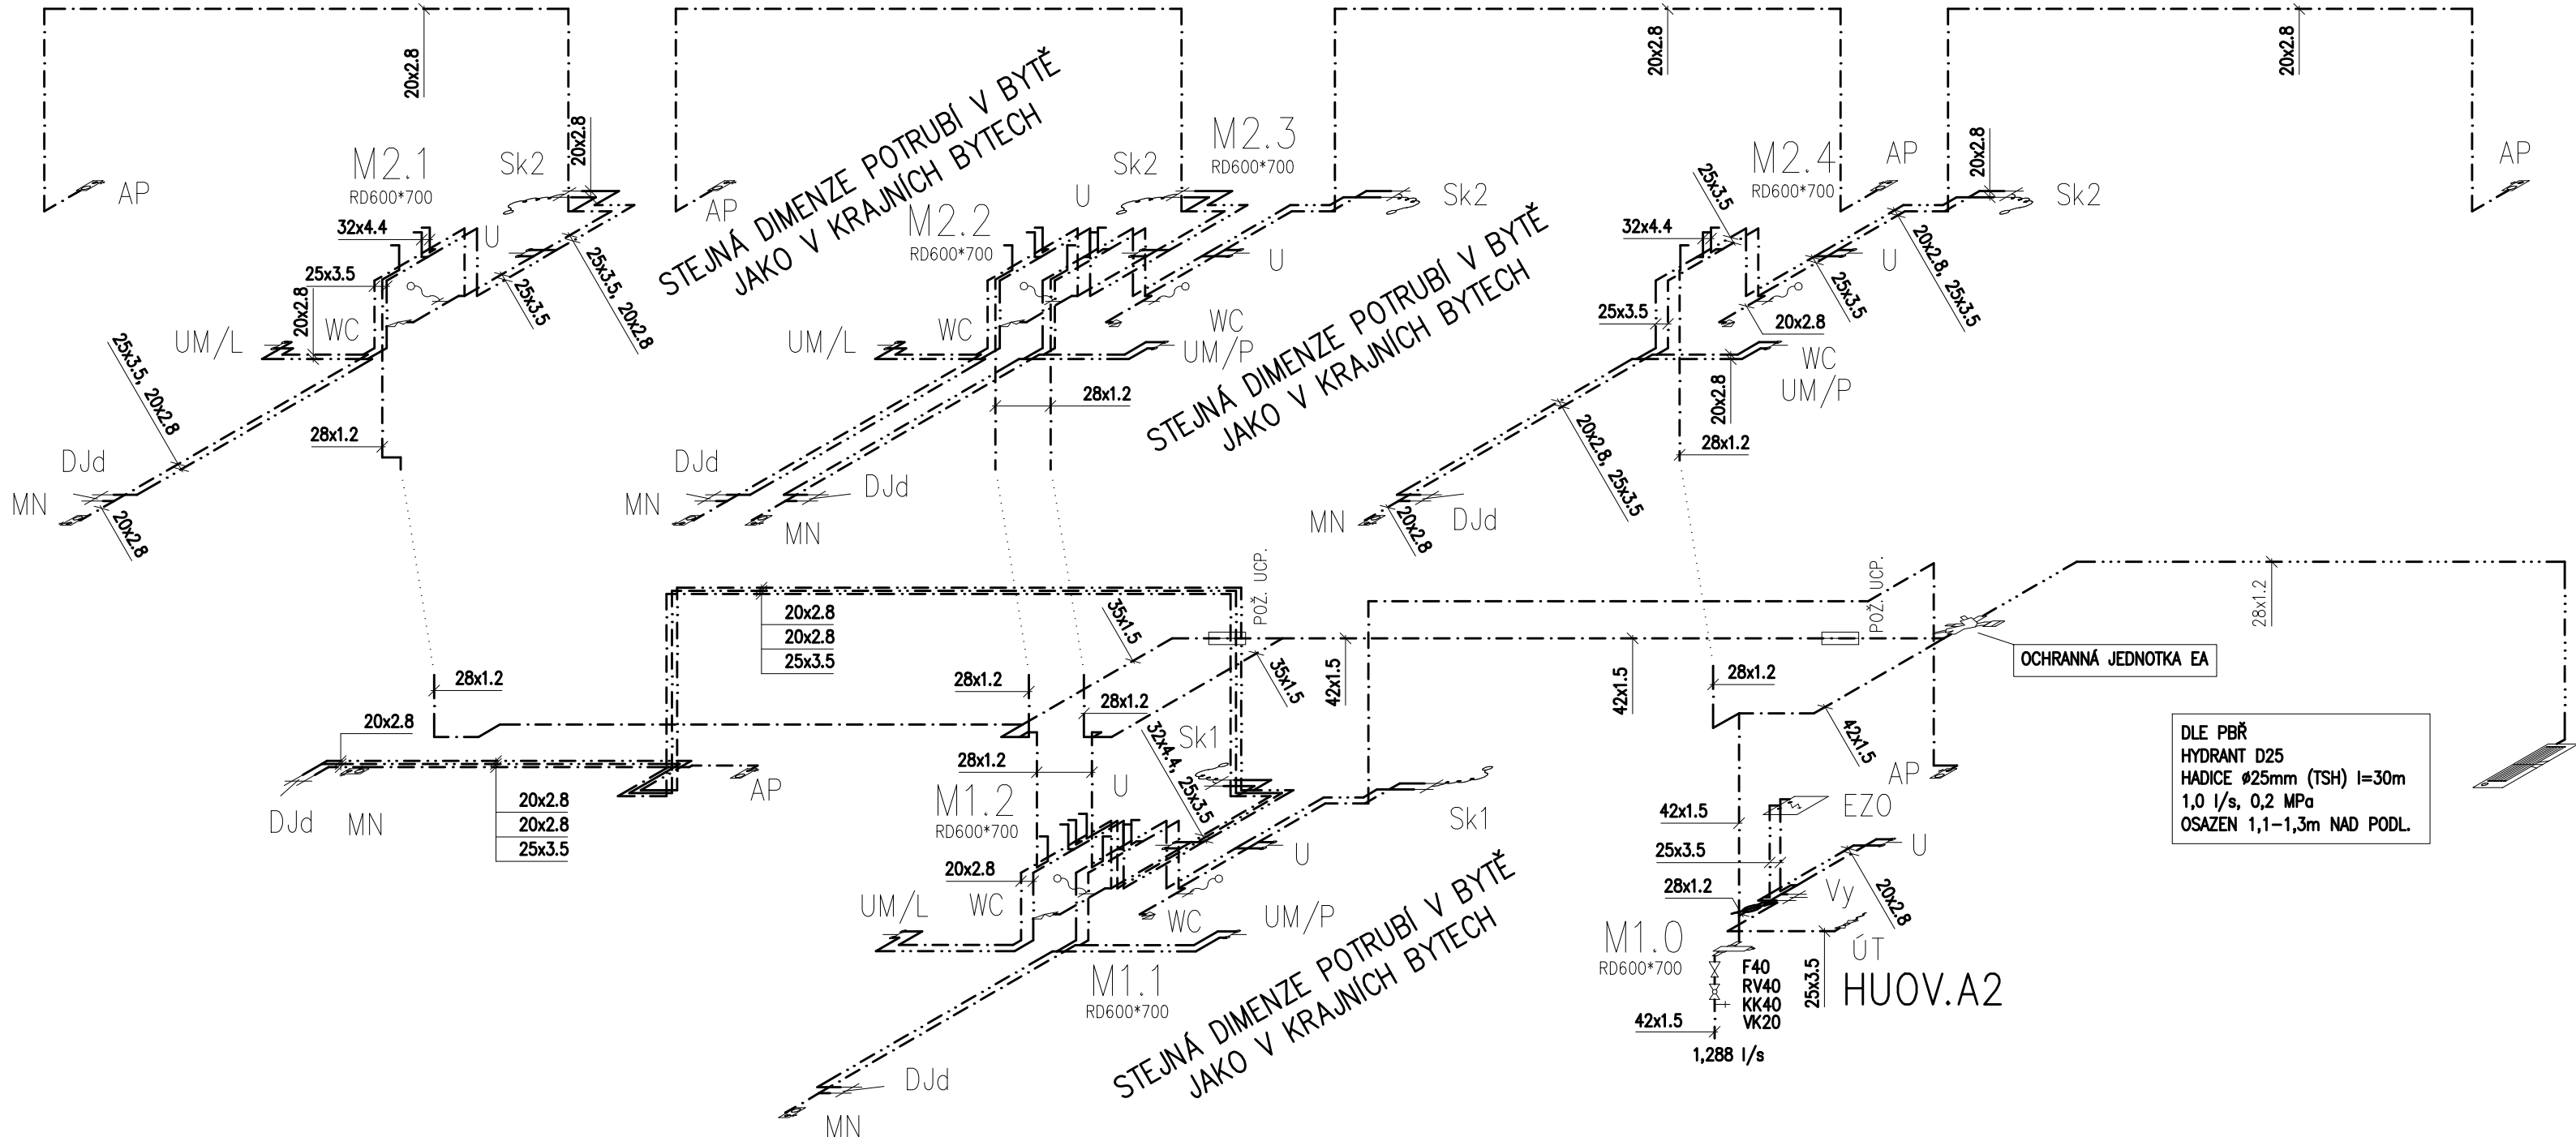 20x2.8
20x2.8
20x2.8
AP
M2.1
RD600*700
Sk2
20x2.8
32x4.4
U
25x3.5
20x2.8
WC
UM/L
25x3.5
25x3.5, 20x2.8
25x3.5, 20x2.8
28x1.2
DJd
MN
20x2.8
STEJNÁ DIMENZE POTRUBÍ V BYTĚ
JAKO V KRAJNÍCH BYTECH
AP
M2.2
RD600*700
U
Sk2
M2.3
RD600*700
Sk2
U
UM/L
WC
WC
UM/P
28x1.2
DJd
MN
DJd
MN
STEJNÁ DIMENZE POTRUBÍ V BYTĚ
JAKO V KRAJNÍCH BYTECH
25x3.5
M2.4
RD600*700
AP
20x2.8
Sk2
AP
32x4.4
U
25x3.5
25x3.5
20x2.8, 25x3.5
20x2.8
WC
UM/P
20x2.8
28x1.2
20x2.8, 25x3.5
MN
20x2.8
DJd
20x2.8
20x2.8
25x3.5
35x1.5
POŽ. UCP.
35x1.5
42x1.5
42x1.5
POŽ. UCP.
28x1.2
OCHRANNÁ JEDNOTKA EA
28x1.2
28x1.2
28x1.2
28x1.2
20x2.8
DJd
MN
20x2.8
20x2.8
25x3.5
AP
28x1.2
32x4.4, 25x3.5
Sk1
M1.2
RD600*700
U
Sk1
U
20x2.8
UM/L
WC
WC
UM/P
M1.1
RD600*700
DJd
MN
STEJNÁ DIMENZE POTRUBÍ V BYTĚ
JAKO V KRAJNÍCH BYTECH
42x1.5
AP
42x1.5
EZO
25x3.5
U
28x1.2
Vy
20x2.8
M1.0
RD600*700
ÚT
25x3.5
HUOV.A2
F40
RV40
KK40
VK20
42x1.5
1,288 l/s
DLE PBŘ
HYDRANT D25
HADICE ø25mm (TSH) l=30m
1,0 l/s, 0,2 MPa
OSAZEN 1,1-1,3m NAD PODL.